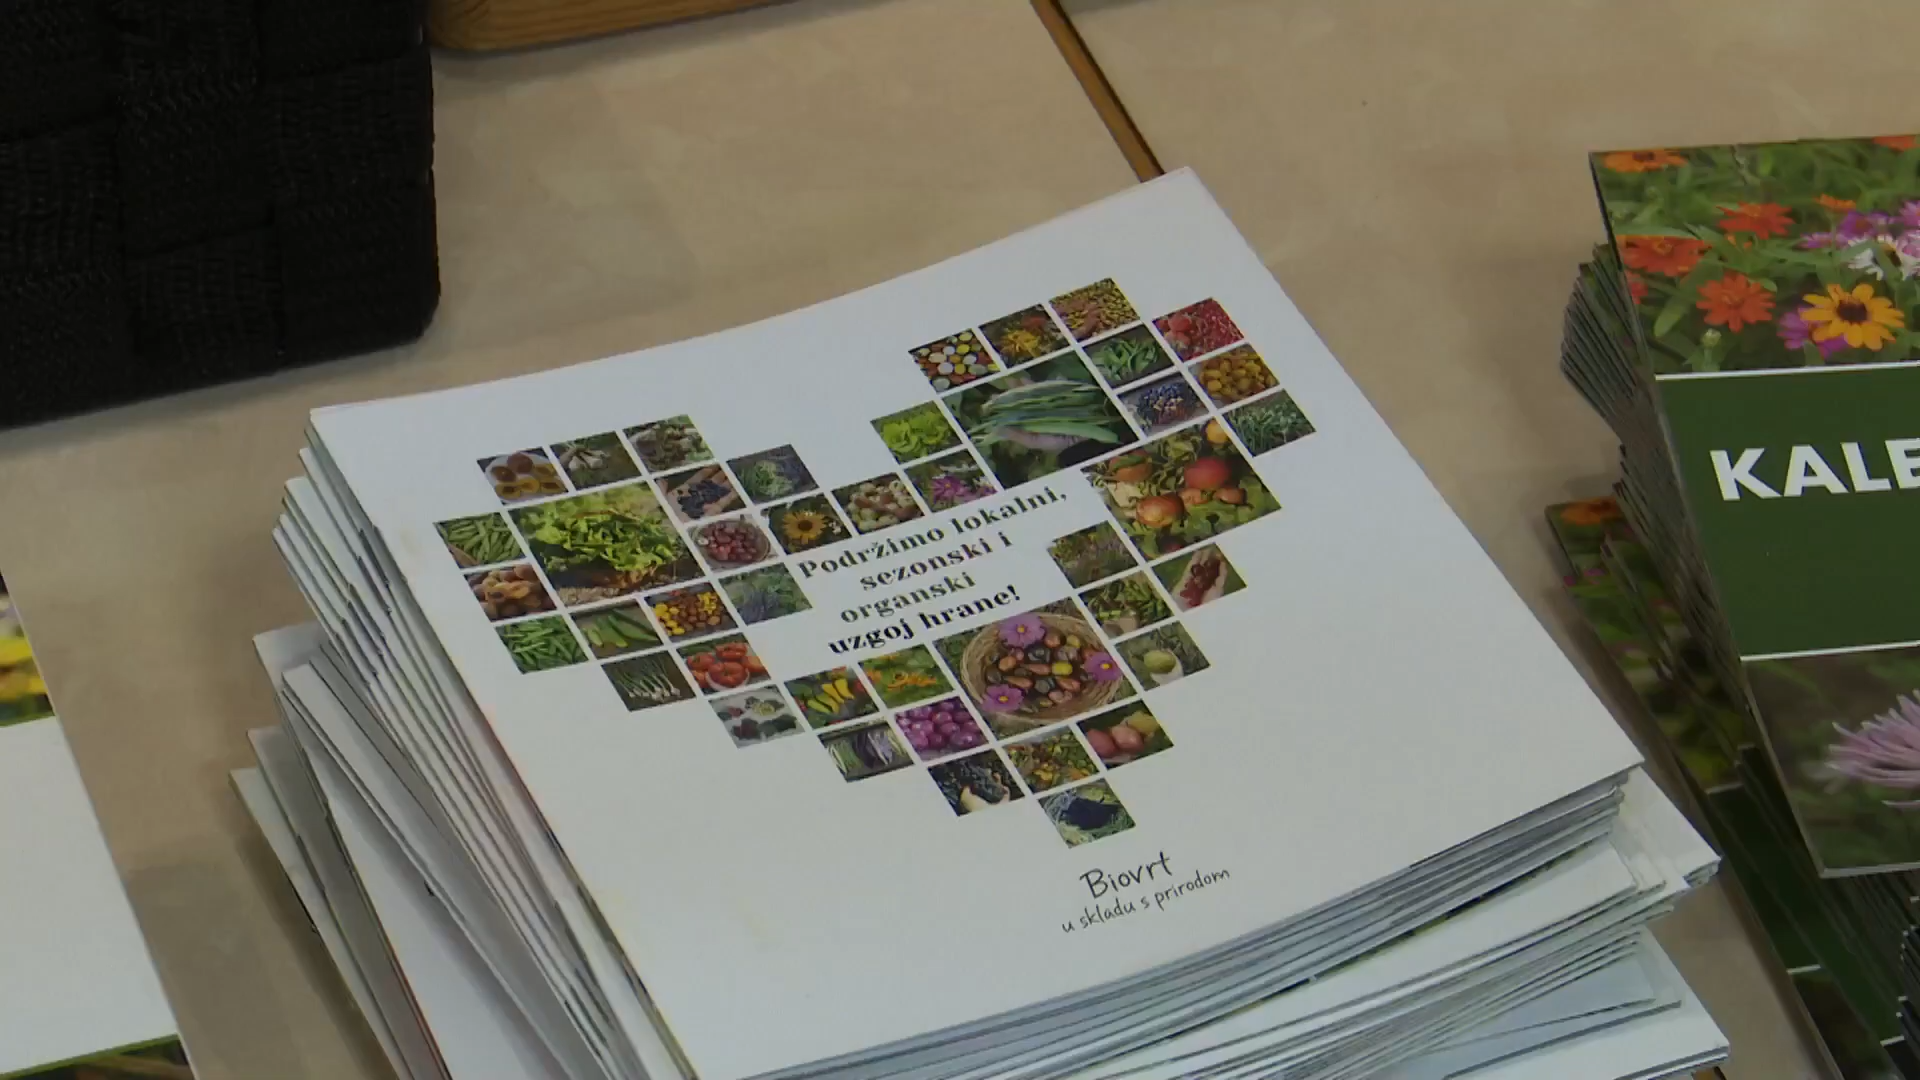 Podržimo lokalni,
sezonski i
organski
uzgoj hrane!
Biovrt
u skladu s prirodom
KALE